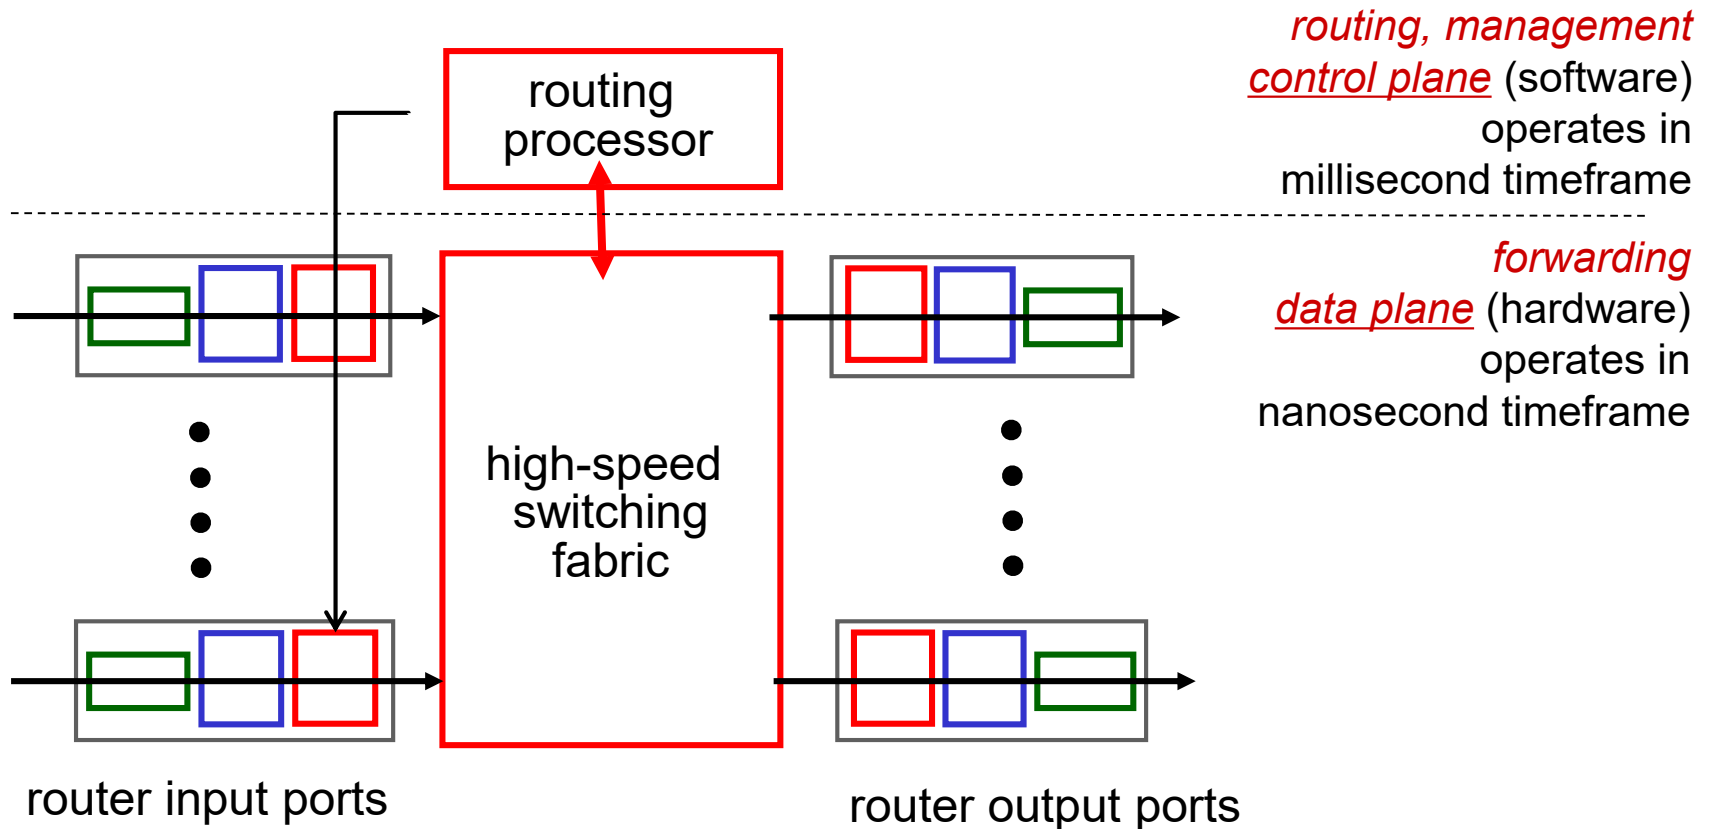 routing, management
control plane (software)
operates in
millisecond timeframe
routing
processor
forwarding
data plane (hardware)
operates in
nanosecond timeframe
high-speed
switching
fabric
router input ports
router output ports